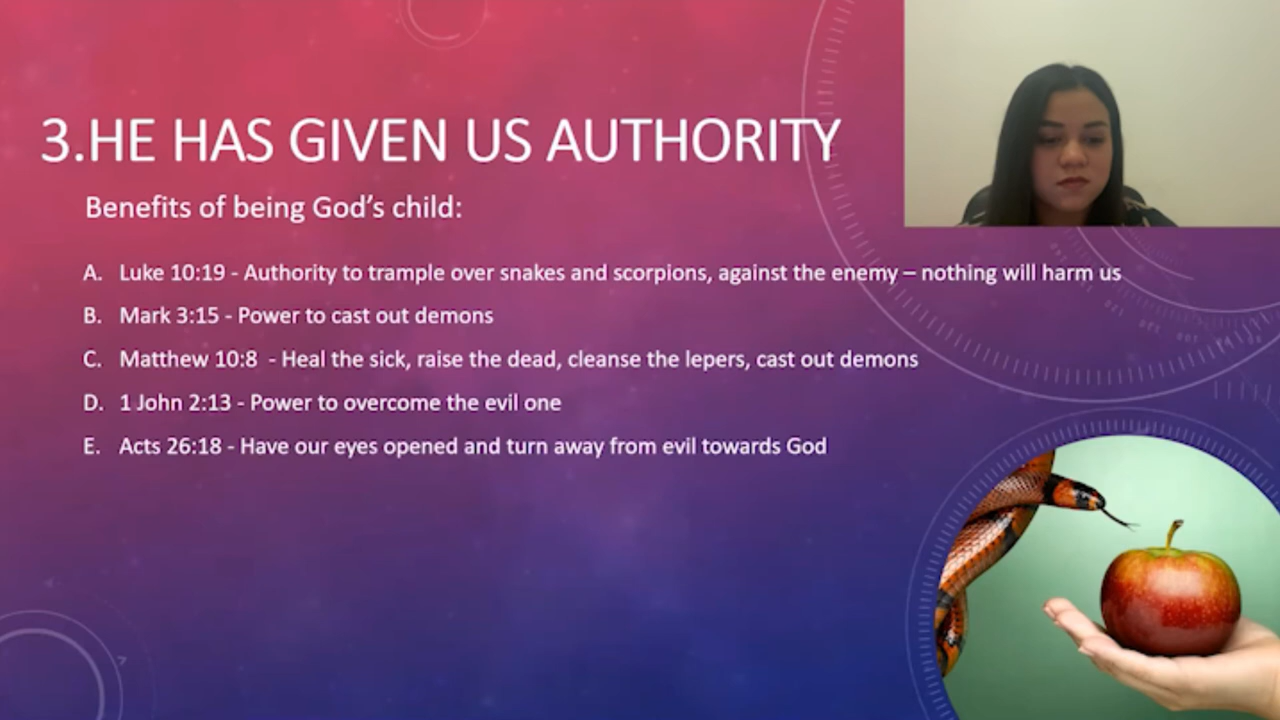 3.HE HAS GIVEN US AUTHORITY
Benefits of being God’s child:
A. Luke 10:19 - Authority to trample over snakes and scorpions, against the enemy – nothing will harm us
B. Mark 3:15 - Power to cast out demons
C. Matthew 10:8 - Heal the sick, raise the dead, cleanse the lepers, cast out demons
D. 1 John 2:13 - Power to overcome the evil one
E. Acts 26:18 - Have our eyes opened and turn away from evil towards God